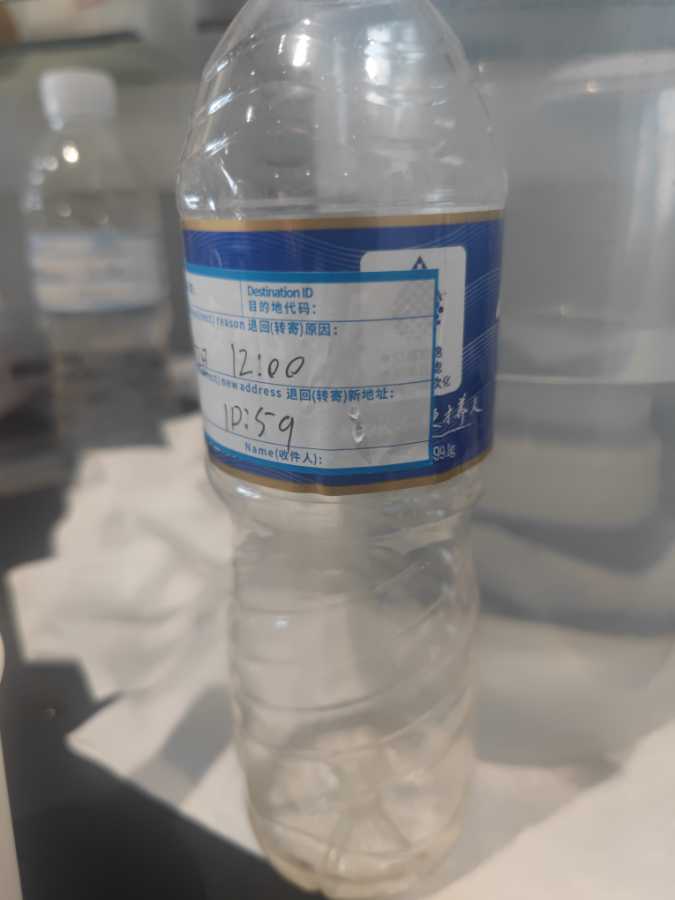 Destination ID
目的地代码：
reason 退回(转寄)原因：
12:00
new address 退回(转寄)新地址：
10:59
Name(收件人)：